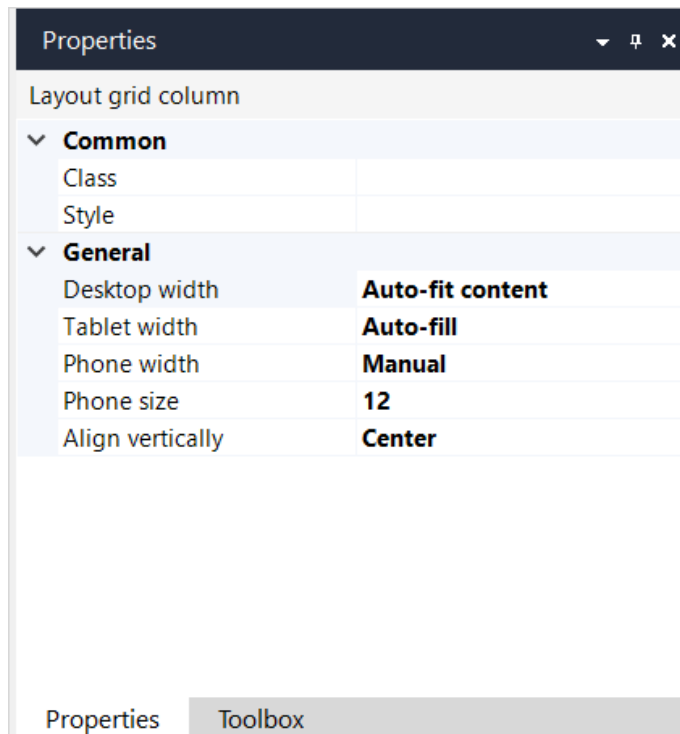 Properties
Layout grid column
Common
Class
Style
General
Desktop width Auto-fit content
Tablet width Auto-fill
Phone width Manual
Phone size 12
Align vertically Center
Properties Toolbox